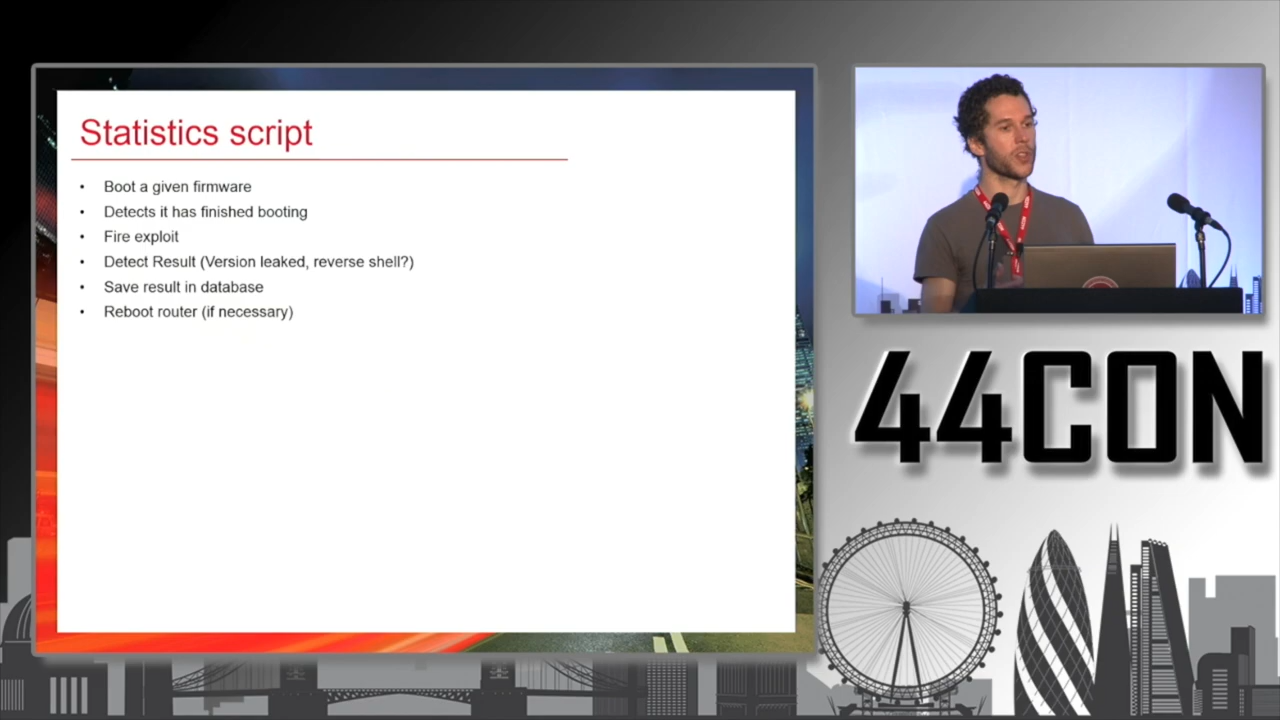 Statistics script
• Boot a given firmware
• Detects it has finished booting
• Fire exploit
• Detect Result (Version leaked, reverse shell?)
• Save result in database
• Reboot router (if necessary)
44CON